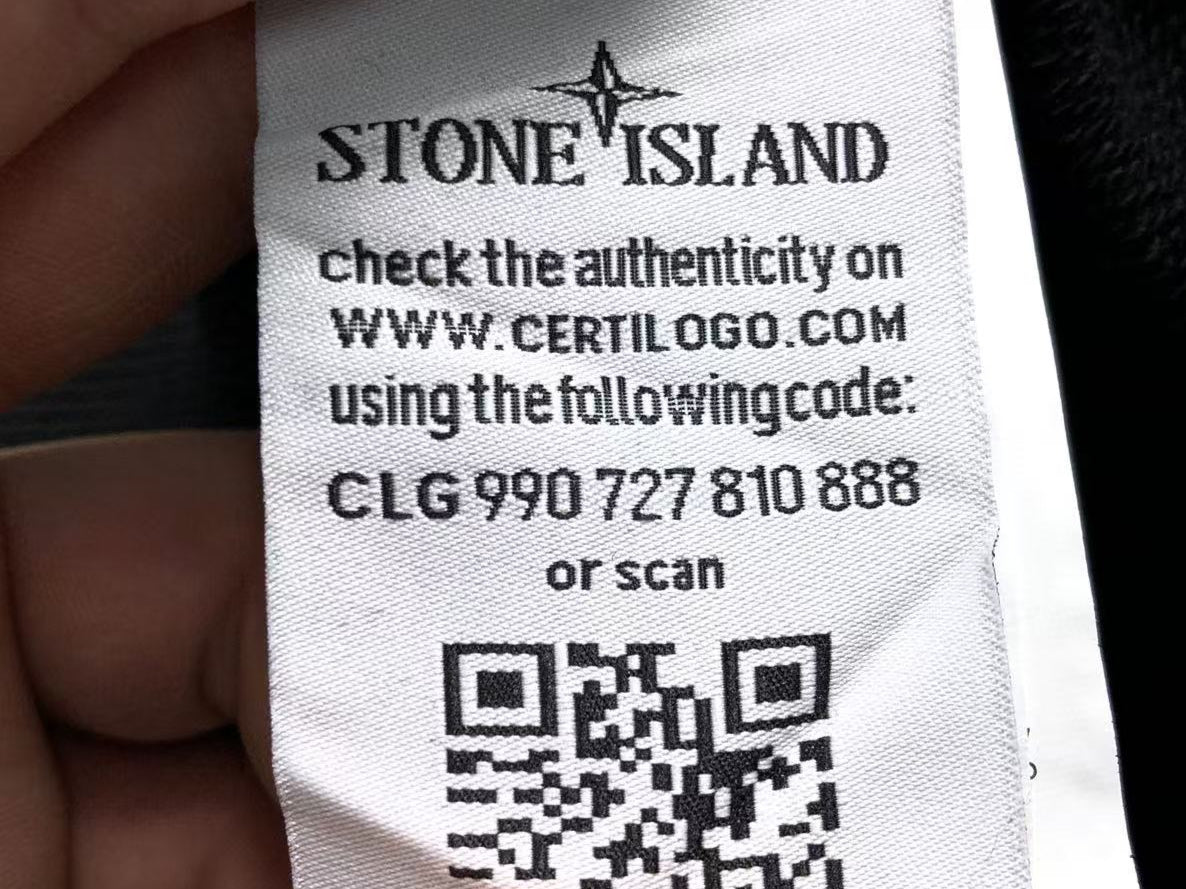 STONE ISLAND
check the authenticity on
WWW.CERTILOGO.COM
using the following code:
CLG 990 727 810 888
or scan